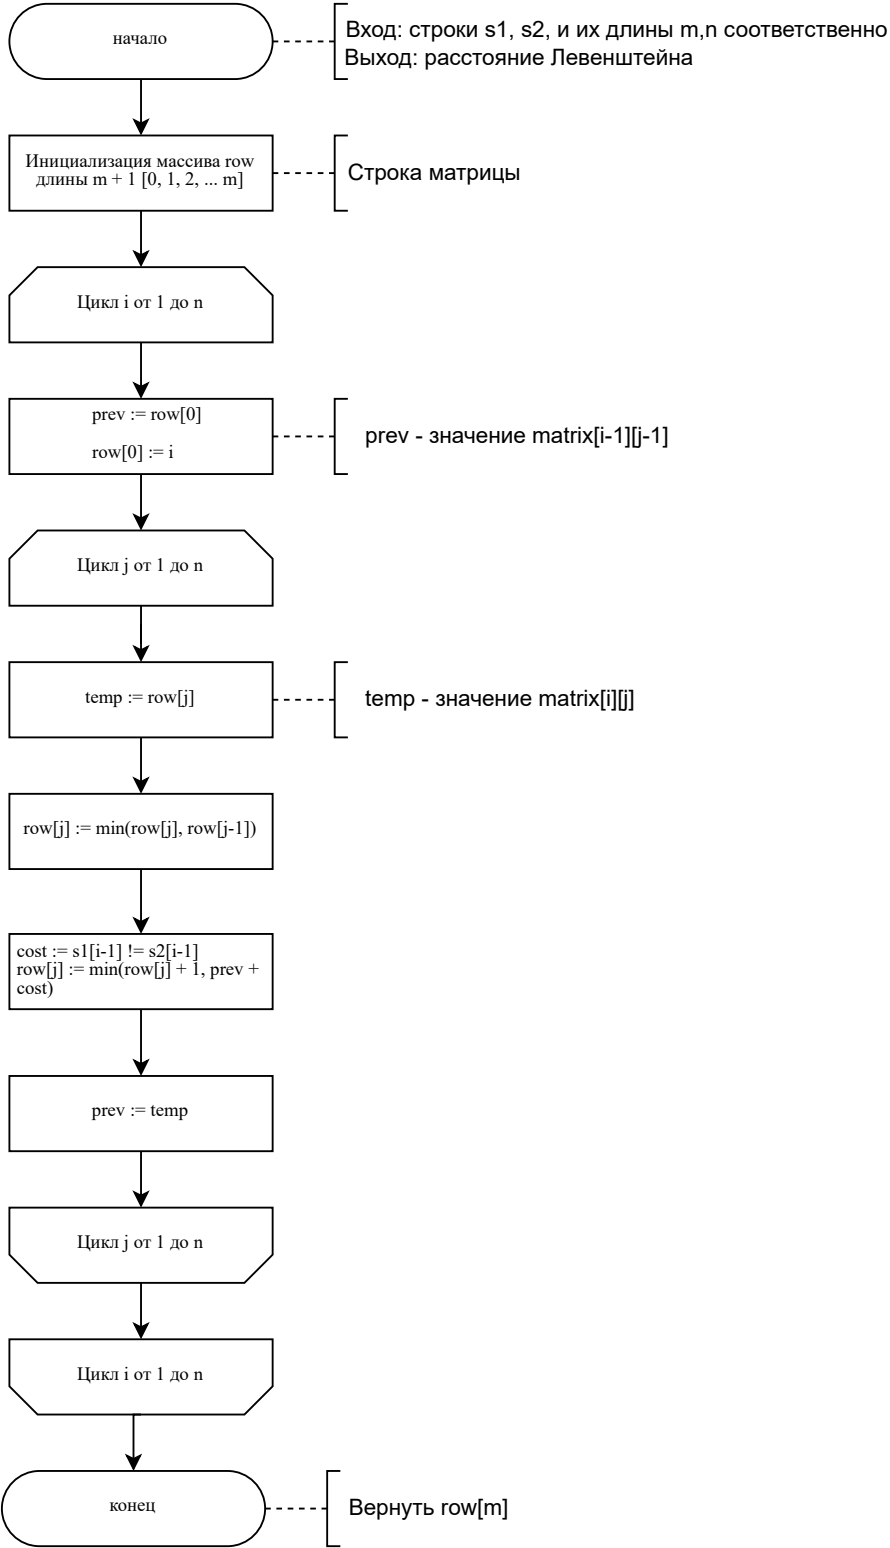 начало
Вход: строки s1, s2, и их длины m,n соответственно
Выход: расстояние Левенштейна
Инициализация массива row
длины m + 1 [0, 1, 2, ... m]
Строка матрицы
Цикл i от 1 до n
prev := row[0]
row[0] := i
prev - значение matrix[i-1][j-1]
Цикл j от 1 до n
temp := row[j]
temp - значение matrix[i][j]
row[j] := min(row[j], row[j-1])
cost := s1[i-1] != s2[i-1]
row[j] := min(row[j] + 1, prev +
cost)
prev := temp
Цикл j от 1 до n
Цикл i от 1 до n
конец
Вернуть row[m]